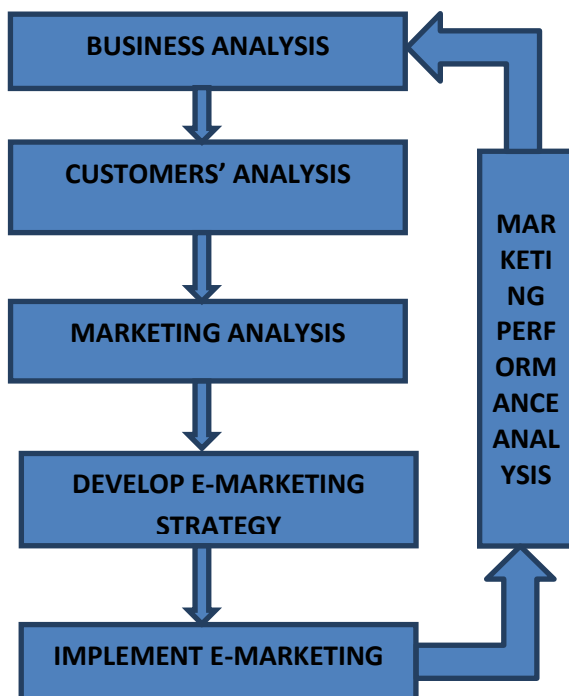 BUSINESS ANALYSIS
CUSTOMERS’ ANALYSIS
MARKETING ANALYSIS
DEVELOP E-MARKETING
STRATEGY
IMPLEMENT E-MARKETING
MAR
KETI
NG
PERF
ORM
ANCE
ANAL
YSIS